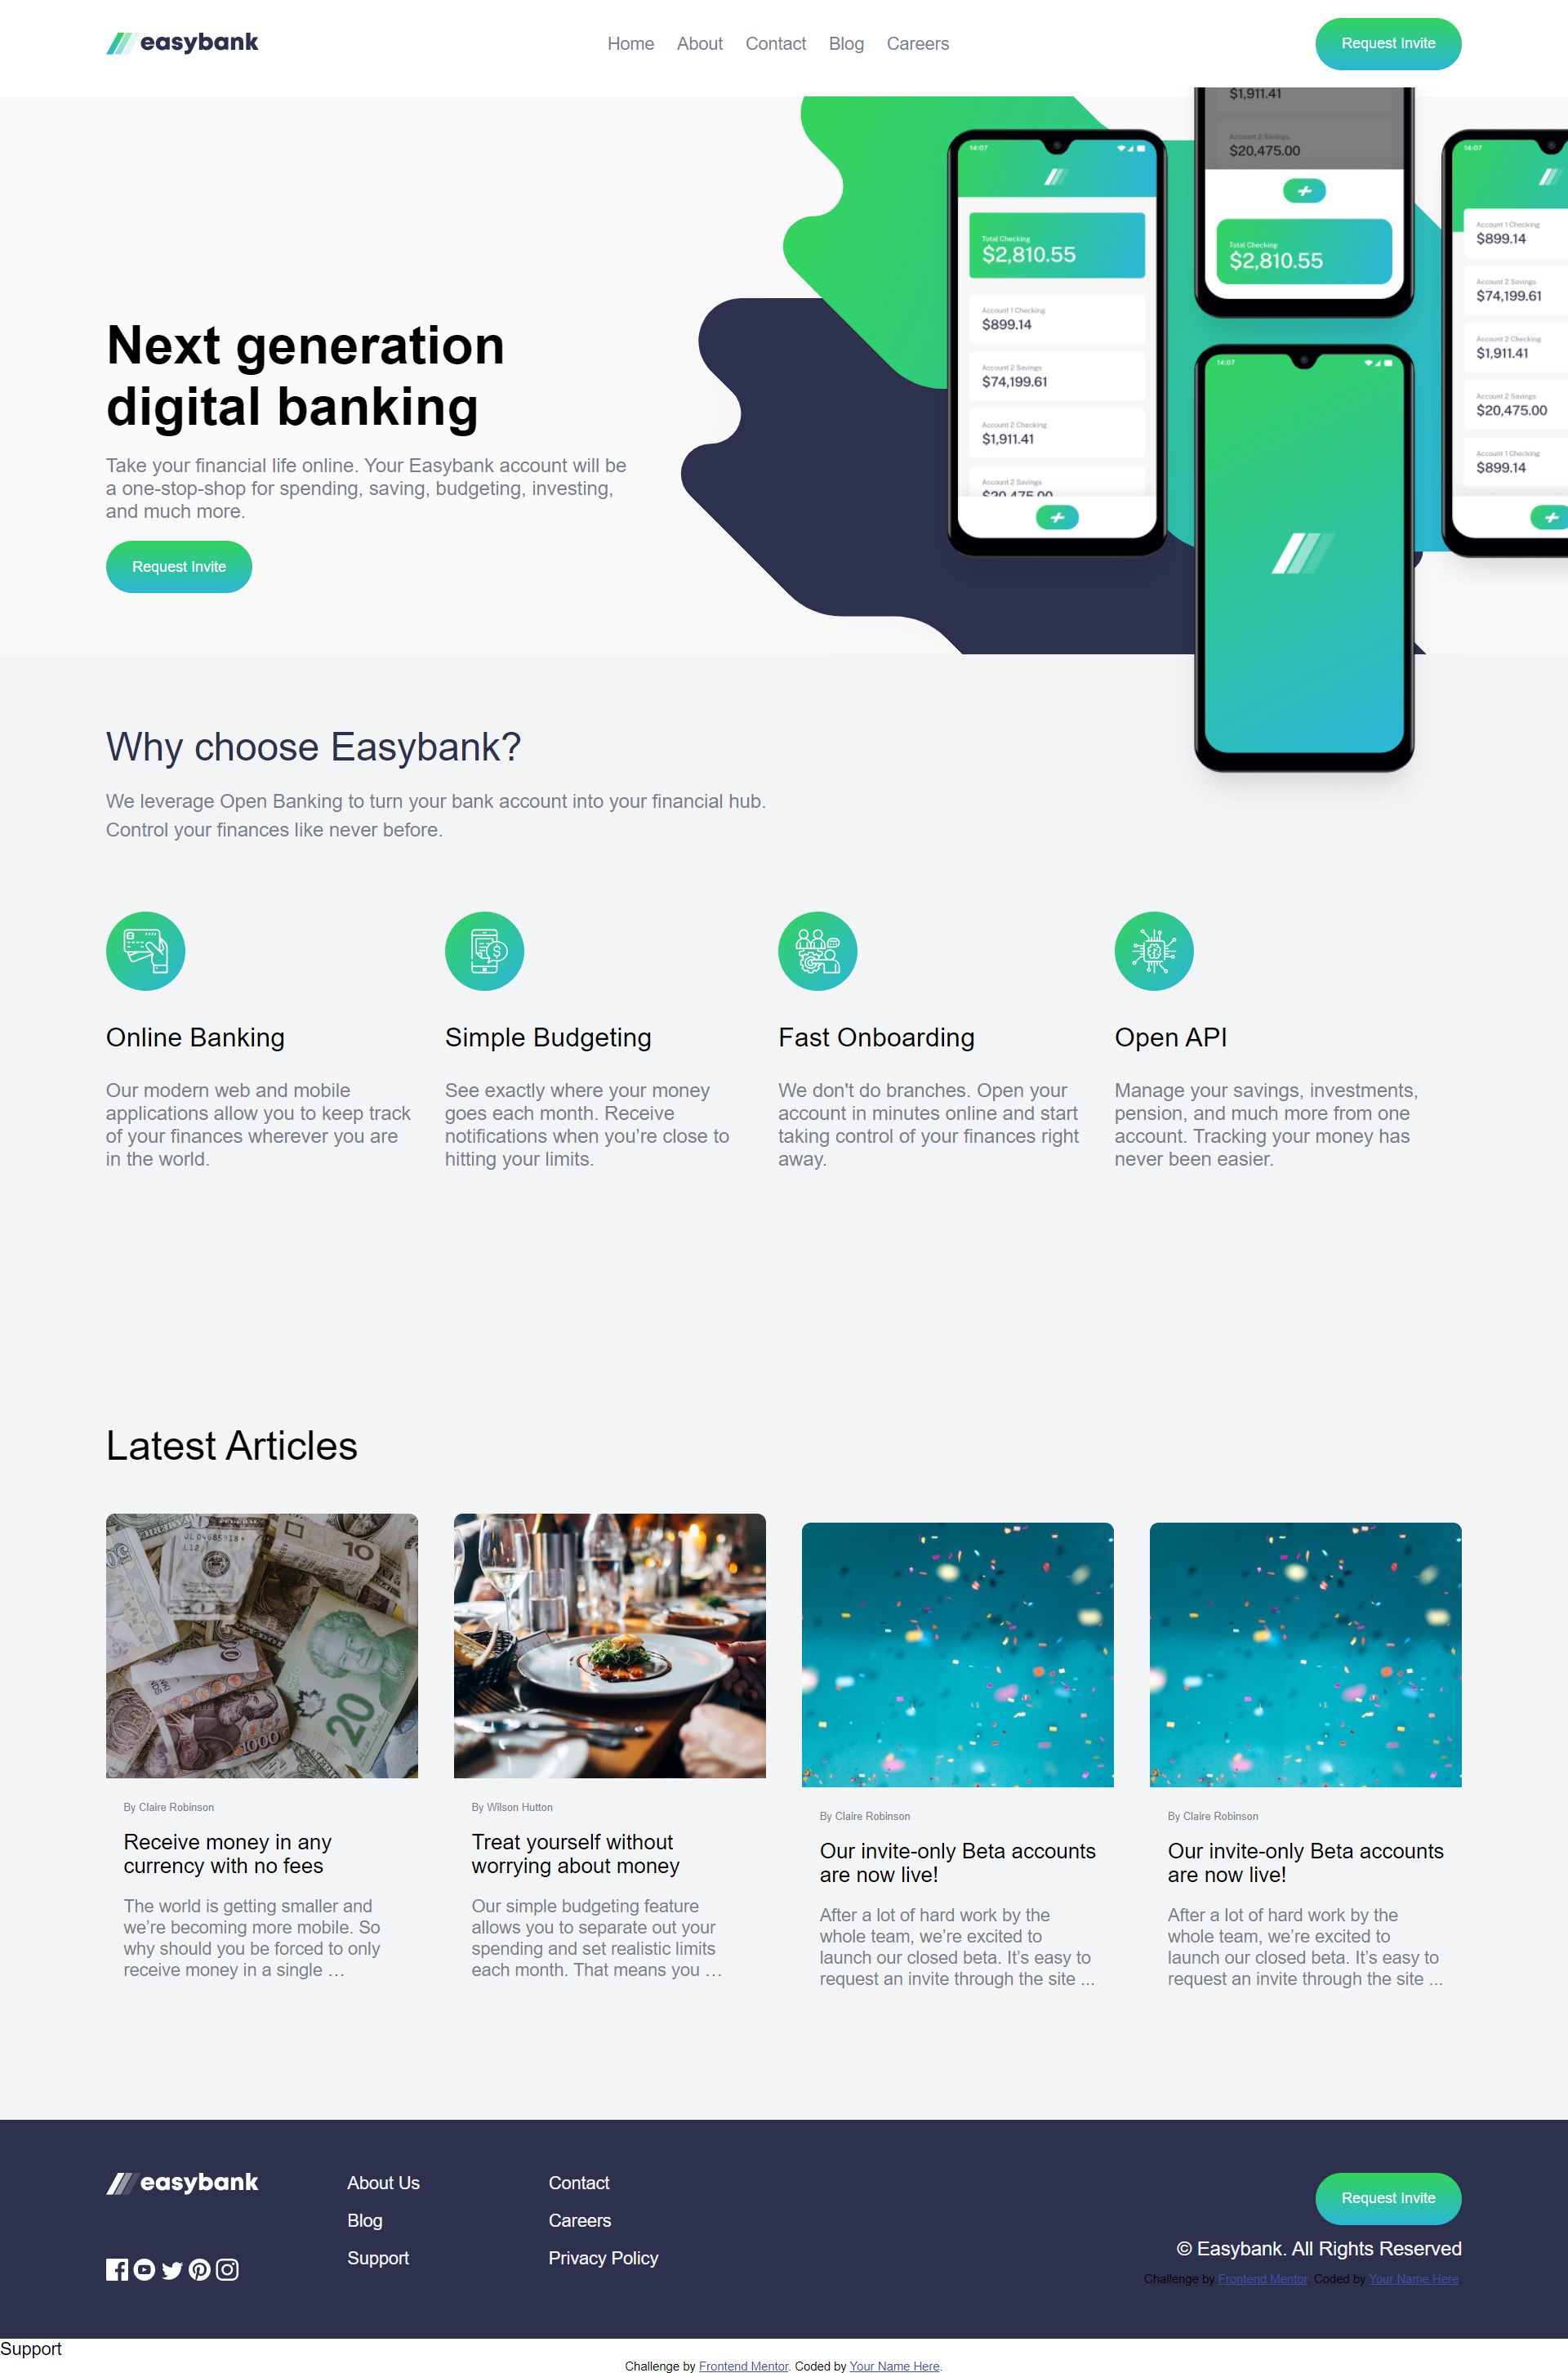 easybank
Home About Contact Blog Careers
Request Invite
$1,911.41
Account 2 Savings
$20,475.00
Total Checking
$2,810.55
14:07
Total Checking
$2,810.55
Account 1 Checking
$899.14
Account 2 Savings
$74,199.61
Account 2 Checking
$1,911.41
Account 2 Savings
$20,475.00
14:07
Account 1 Checking
$899.14
Account 2 Savings
$74,199.61
Account 2 Checking
$1,911.41
Account 2 Savings
$20,475.00
Account 1 Checking
$899.14
14:07
Next generation
digital banking
Take your financial life online. Your Easybank account will be
a one-stop-shop for spending, saving, budgeting, investing,
and much more.
Request Invite
Why choose Easybank?
We leverage Open Banking to turn your bank account into your financial hub.
Control your finances like never before.
Online Banking
Our modern web and mobile
applications allow you to keep track
of your finances wherever you are
in the world.
Simple Budgeting
See exactly where your money
goes each month. Receive
notifications when you’re close to
hitting your limits.
Fast Onboarding
We don't do branches. Open your
account in minutes online and start
taking control of your finances right
away.
Open API
Manage your savings, investments,
pension, and much more from one
account. Tracking your money has
never been easier.
Latest Articles
FEDERAL
JL 04685918
L12
10
20
1000
By Claire Robinson
Receive money in any
currency with no fees
The world is getting smaller and
we’re becoming more mobile. So
why should you be forced to only
receive money in a single …
By Wilson Hutton
Treat yourself without
worrying about money
Our simple budgeting feature
allows you to separate out your
spending and set realistic limits
each month. That means you …
By Claire Robinson
Our invite-only Beta accounts
are now live!
After a lot of hard work by the
whole team, we’re excited to
launch our closed beta. It’s easy to
request an invite through the site ...
By Claire Robinson
Our invite-only Beta accounts
are now live!
After a lot of hard work by the
whole team, we’re excited to
launch our closed beta. It’s easy to
request an invite through the site ...
easybank
About Us
Blog
Support
Contact
Careers
Privacy Policy
Request Invite
© Easybank. All Rights Reserved
Challenge by Frontend Mentor. Coded by Your Name Here.
Support
Challenge by Frontend Mentor. Coded by Your Name Here.